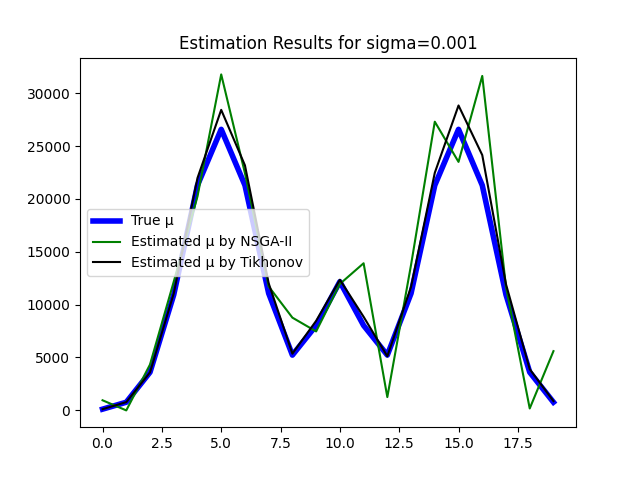 Estimation Results for sigma=0.001
30000
25000
20000
15000
10000
5000
0
True μ
Estimated μ by NSGA-II
Estimated μ by Tikhonov
0.0 2.5 5.0 7.5 10.0 12.5 15.0 17.5